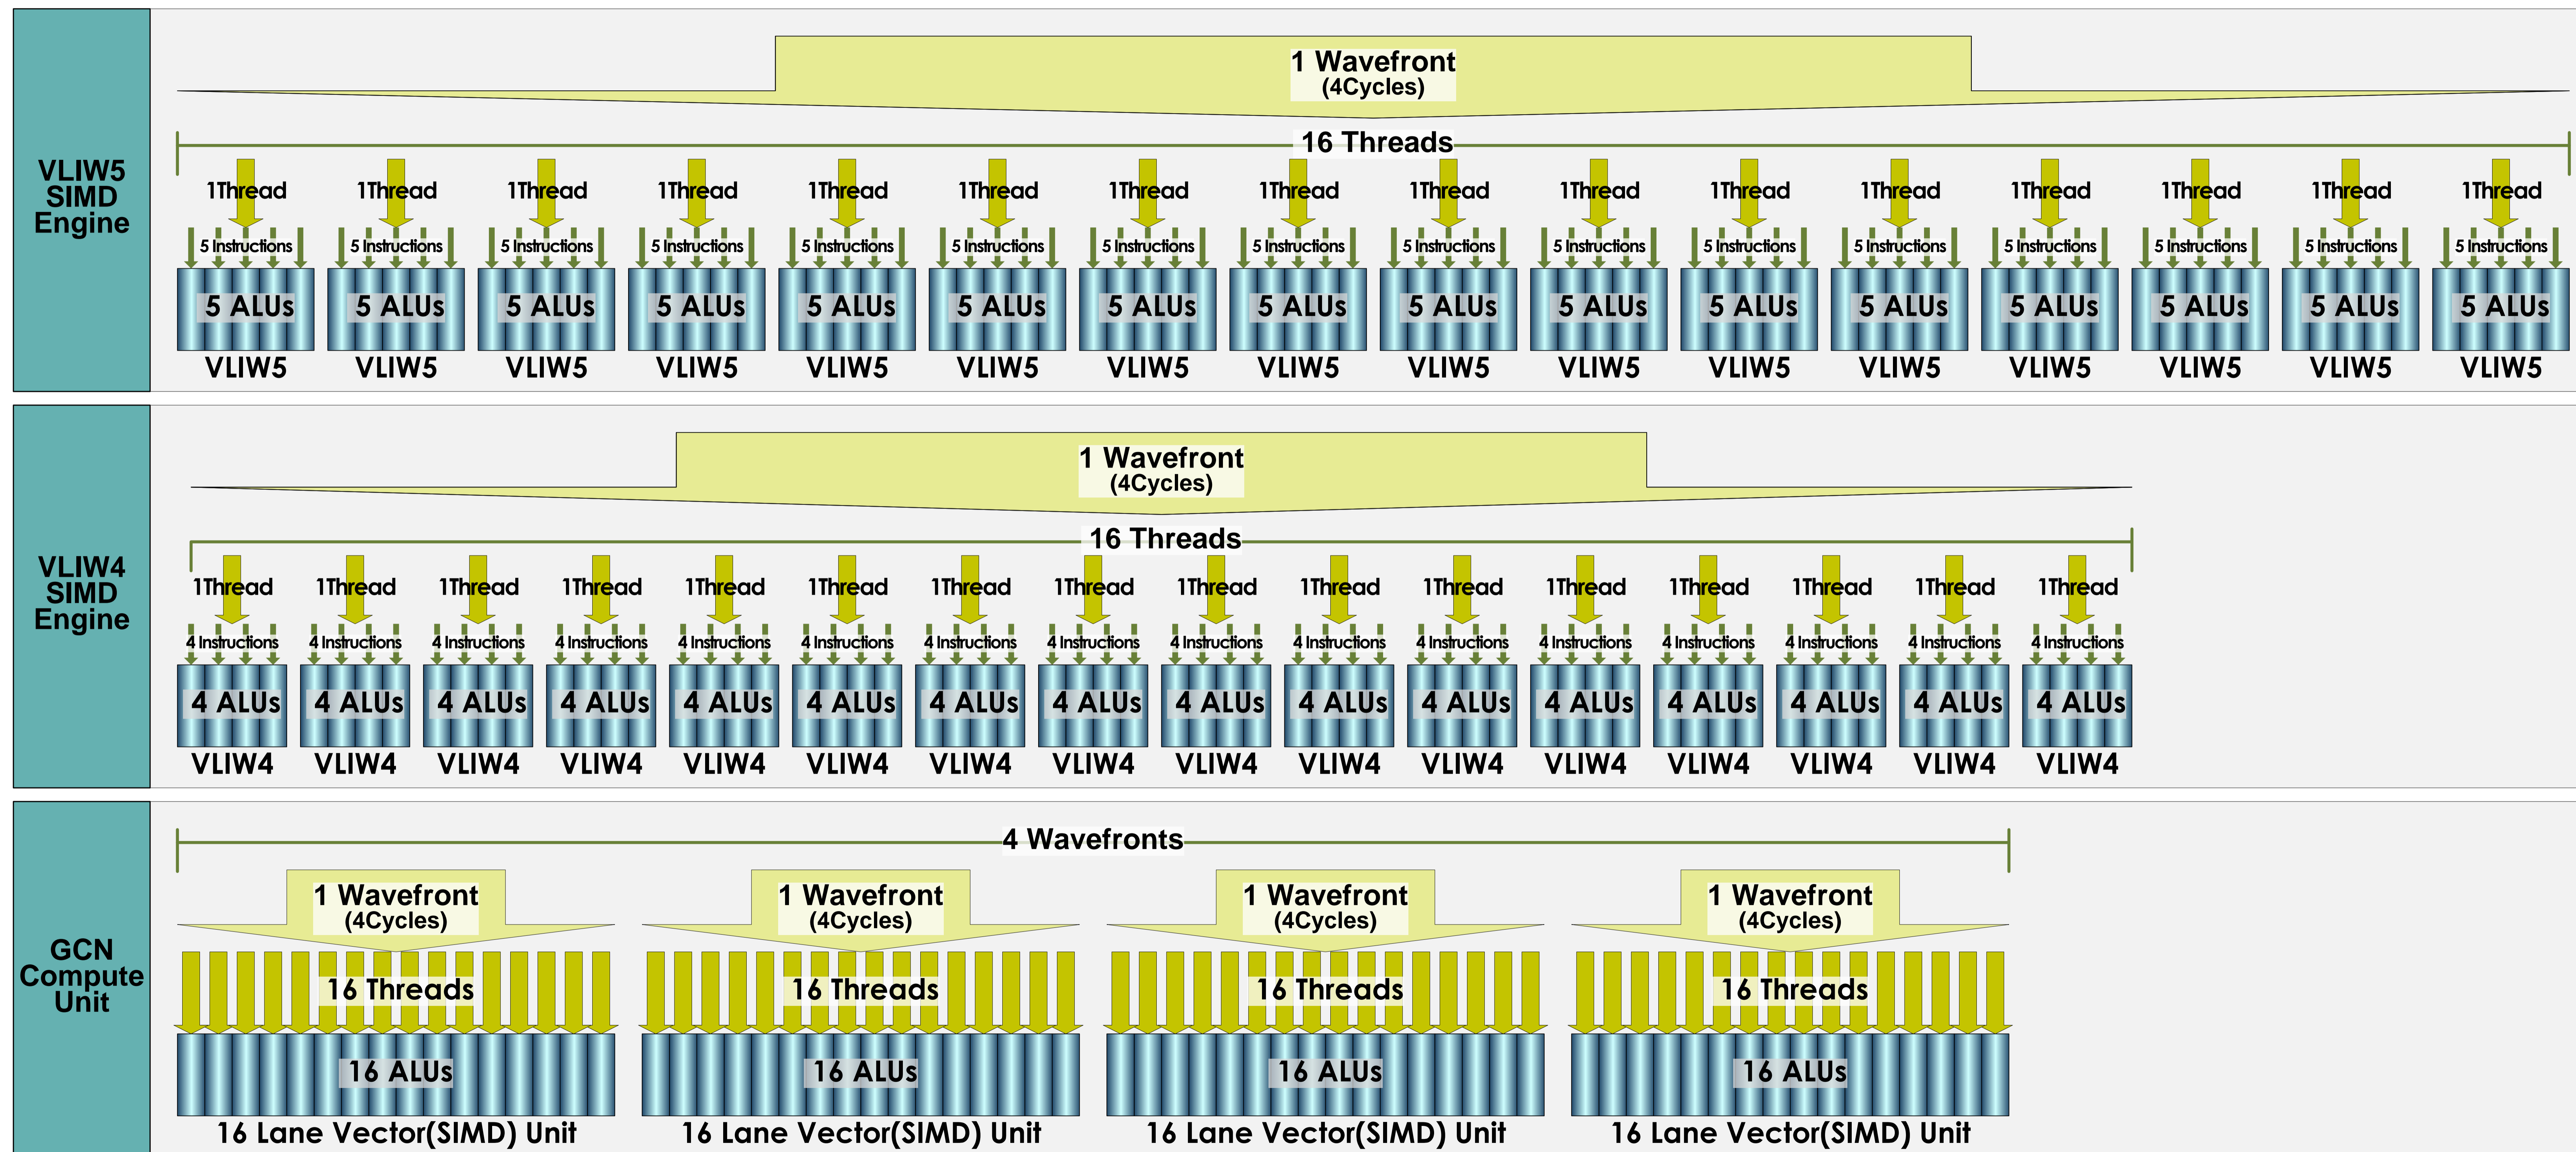 VLIW5
SIMD
Engine
1 Wavefront
(4Cycles)
16 Threads
1Thread 1Thread 1Thread 1Thread 1Thread 1Thread 1Thread 1Thread 1Thread 1Thread 1Thread 1Thread 1Thread 1Thread 1Thread 1Thread
5 Instructions 5 Instructions 5 Instructions 5 Instructions 5 Instructions 5 Instructions 5 Instructions 5 Instructions 5 Instructions 5 Instructions 5 Instructions 5 Instructions 5 Instructions 5 Instructions 5 Instructions 5 Instructions
5 ALUs 5 ALUs 5 ALUs 5 ALUs 5 ALUs 5 ALUs 5 ALUs 5 ALUs 5 ALUs 5 ALUs 5 ALUs 5 ALUs 5 ALUs 5 ALUs 5 ALUs 5 ALUs
VLIW5 VLIW5 VLIW5 VLIW5 VLIW5 VLIW5 VLIW5 VLIW5 VLIW5 VLIW5 VLIW5 VLIW5 VLIW5 VLIW5 VLIW5 VLIW5
VLIW4
SIMD
Engine
1 Wavefront
(4Cycles)
16 Threads
1Thread 1Thread 1Thread 1Thread 1Thread 1Thread 1Thread 1Thread 1Thread 1Thread 1Thread 1Thread 1Thread 1Thread 1Thread 1Thread
4 Instructions 4 Instructions 4 Instructions 4 Instructions 4 Instructions 4 Instructions 4 Instructions 4 Instructions 4 Instructions 4 Instructions 4 Instructions 4 Instructions 4 Instructions 4 Instructions 4 Instructions 4 Instructions
4 ALUs 4 ALUs 4 ALUs 4 ALUs 4 ALUs 4 ALUs 4 ALUs 4 ALUs 4 ALUs 4 ALUs 4 ALUs 4 ALUs 4 ALUs 4 ALUs 4 ALUs 4 ALUs
VLIW4 VLIW4 VLIW4 VLIW4 VLIW4 VLIW4 VLIW4 VLIW4 VLIW4 VLIW4 VLIW4 VLIW4 VLIW4 VLIW4 VLIW4 VLIW4
GCN
Compute
Unit
4 Wavefronts
1 Wavefront 1 Wavefront 1 Wavefront 1 Wavefront
(4Cycles) (4Cycles) (4Cycles) (4Cycles)
16 Threads 16 Threads 16 Threads 16 Threads
16 ALUs 16 ALUs 16 ALUs 16 ALUs
16 Lane Vector(SIMD) Unit 16 Lane Vector(SIMD) Unit 16 Lane Vector(SIMD) Unit 16 Lane Vector(SIMD) Unit